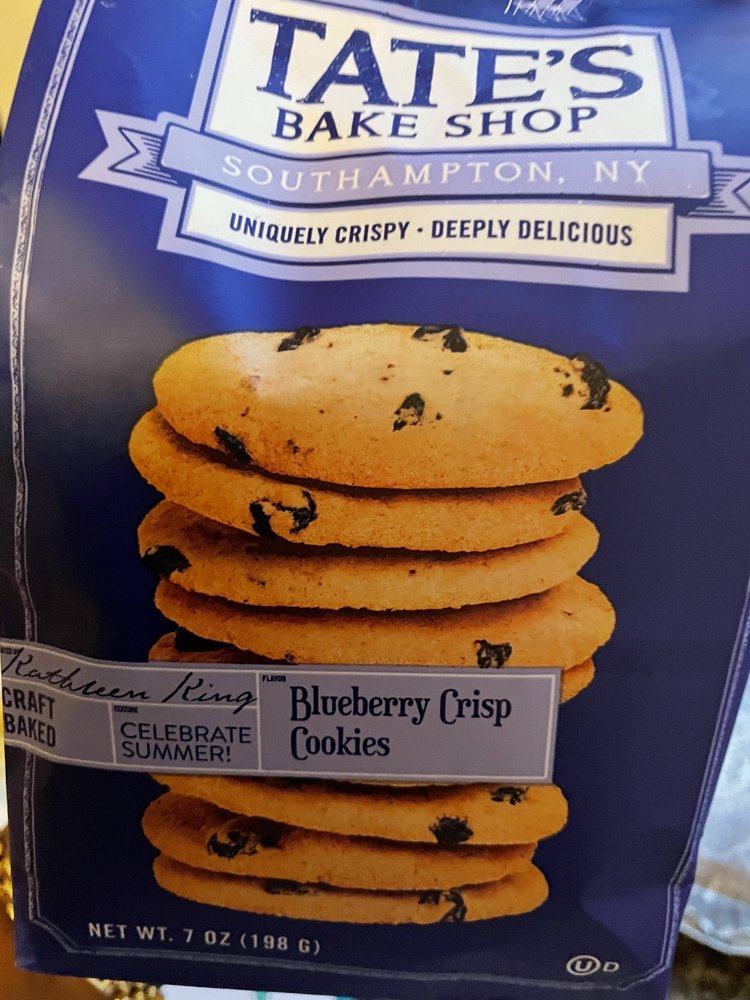 TATE'S
BAKE SHOP
SOUTHAMPTON, NY
UNIQUELY CRISPY · DEEPLY DELICIOUS
Kathleen King
CRAFT
BAKED
TEXTURE
CELEBRATE
SUMMER!
FLAVOR
Blueberry Crisp
Cookies
NET WT. 7 OZ (198 G)
U D